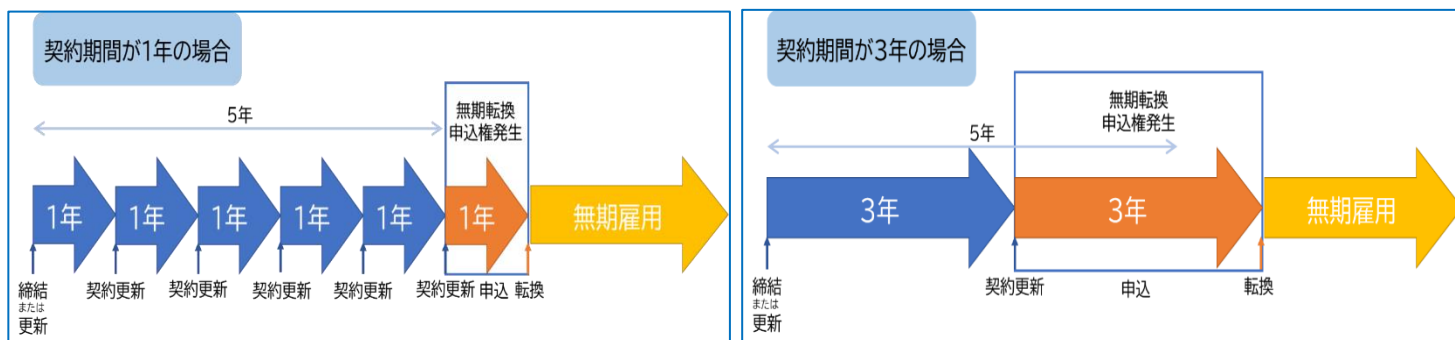 契約期間が1年の場合
5年
無期転換
申込権発生
1年
1年
1年
1年
1年
1年
無期雇用
締結
または
更新
契約更新
契約更新
契約更新
契約更新
契約更新
申込
転換
契約期間が3年の場合
無期転換
申込権発生
5年
3年
3年
無期雇用
締結
または
更新
契約更新
申込
転換